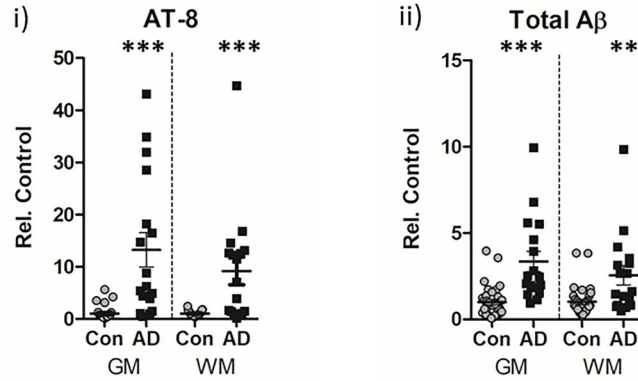 i) AT-8
*** ***
Rel. Control
50
40
30
20
10
0
Con AD Con AD
GM WM
ii) Total Aβ
*** **
Rel. Control
15
10
5
0
Con AD Con AD
GM WM